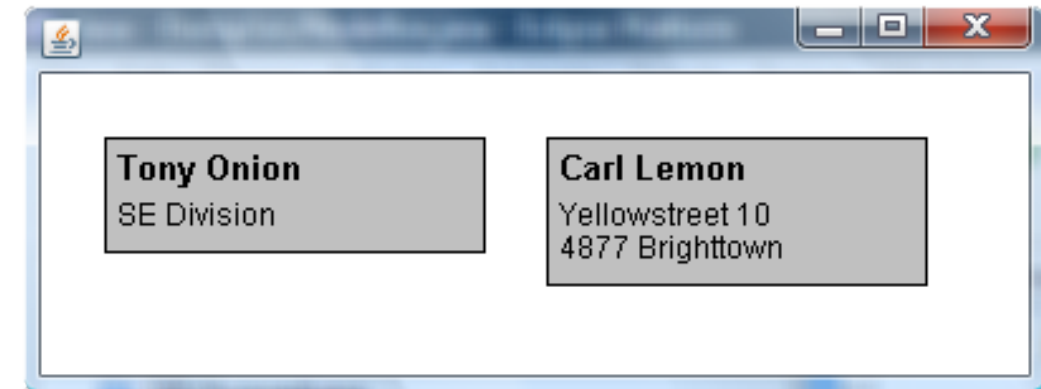 Tony Onion
SE Division
Carl Lemon
Yellowstreet 10
4877 Brighttown